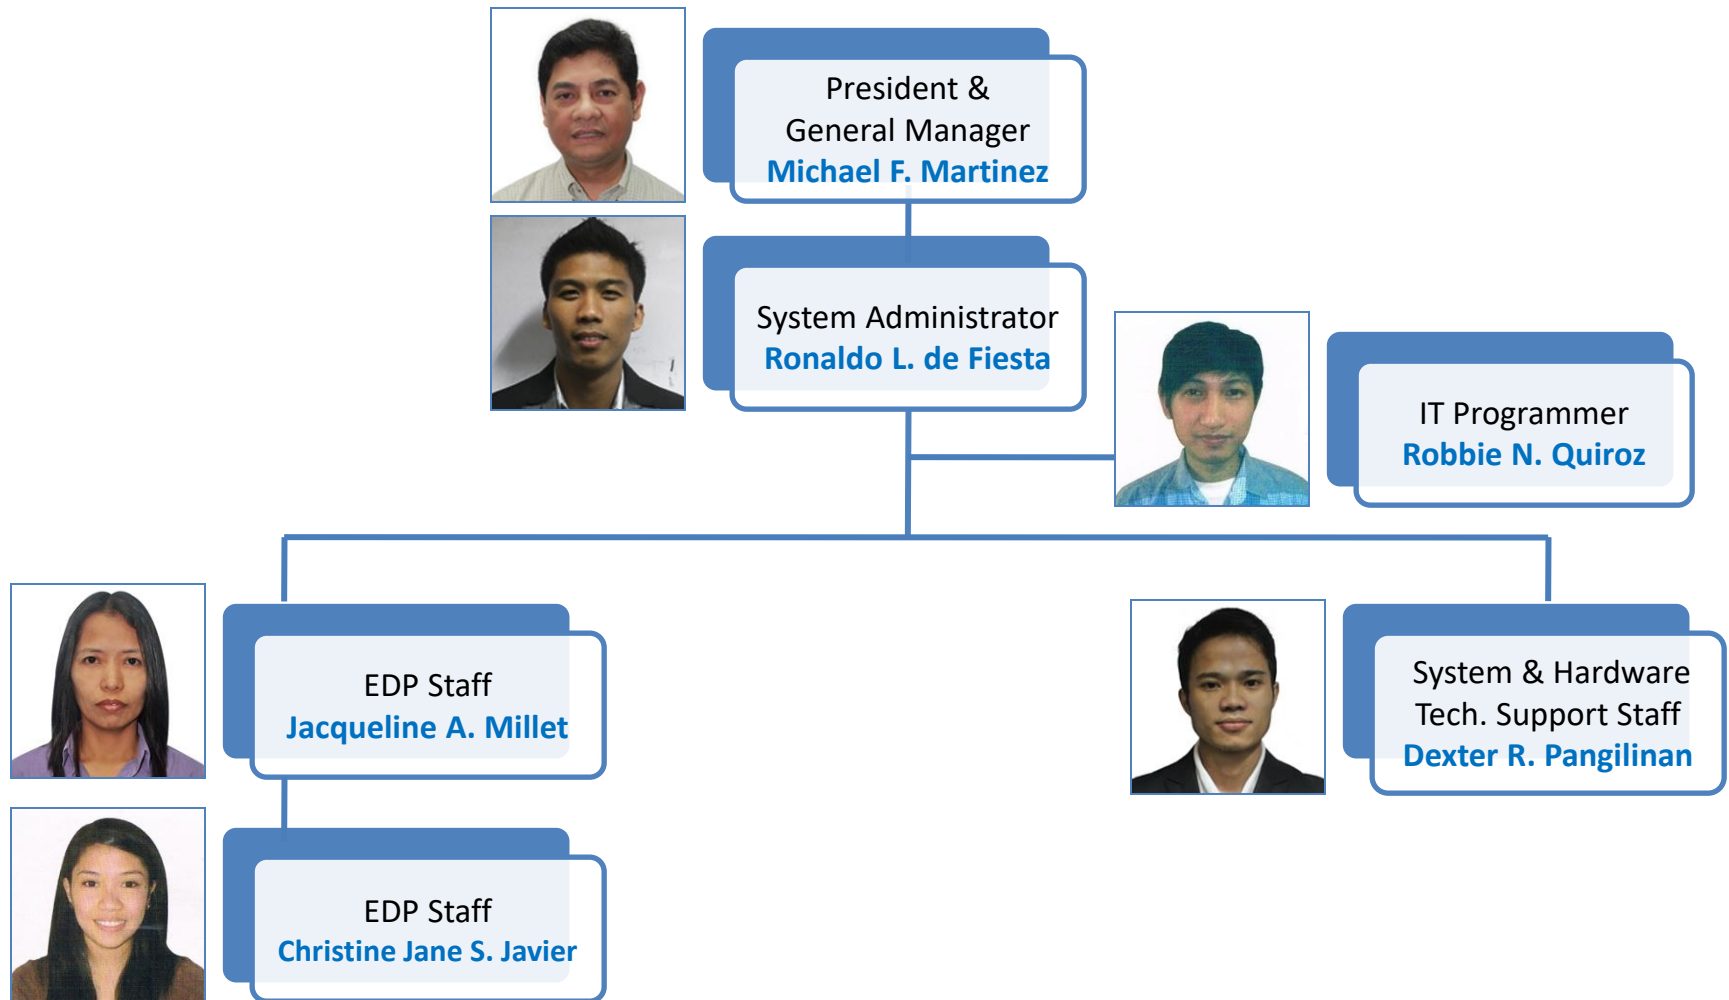 President &
General Manager
Michael F. Martinez
System Administrator
Ronaldo L. de Fiesta
IT Programmer
Robbie N. Quiroz
EDP Staff
Jacqueline A. Millet
System & Hardware
Tech. Support Staff
Dexter R. Pangilinan
EDP Staff
Christine Jane S. Javier